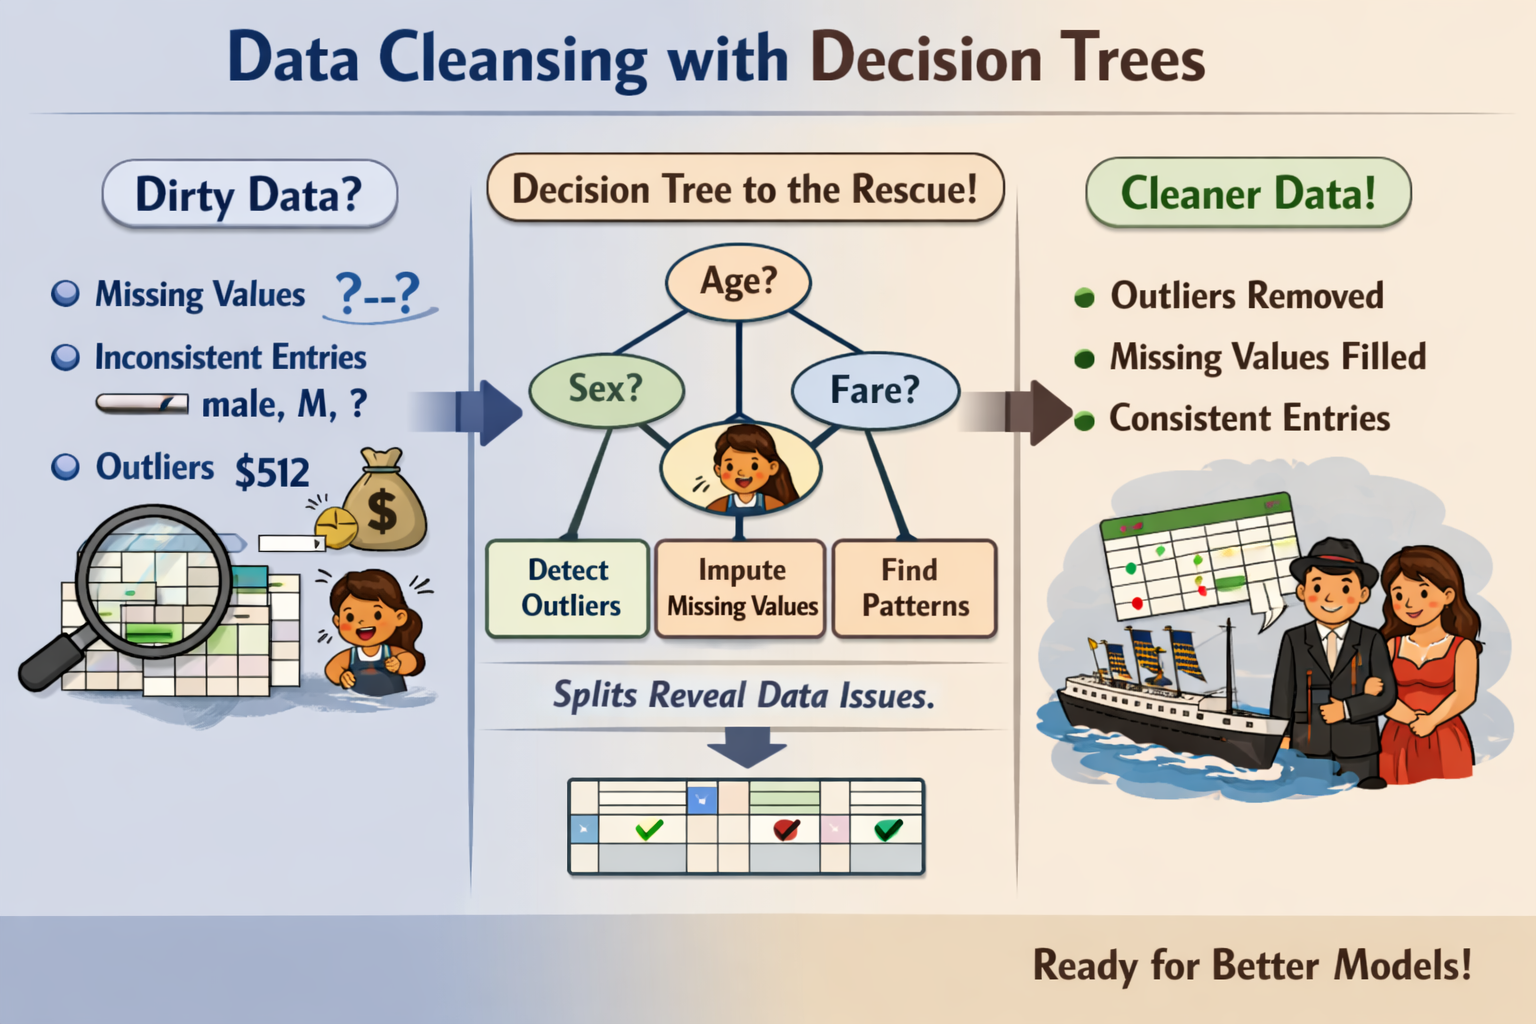 Data Cleansing with Decision Trees
Dirty Data?
Missing Values ?--?
Inconsistent Entries
male, M, ?
Outliers $512
$
Decision Tree to the Rescue!
Age?
Sex?
Fare?
Detect
Outliers
Impute
Missing Values
Find
Patterns
Splits Reveal Data Issues.
Cleaner Data!
Outliers Removed
Missing Values Filled
Consistent Entries
Ready for Better Models!